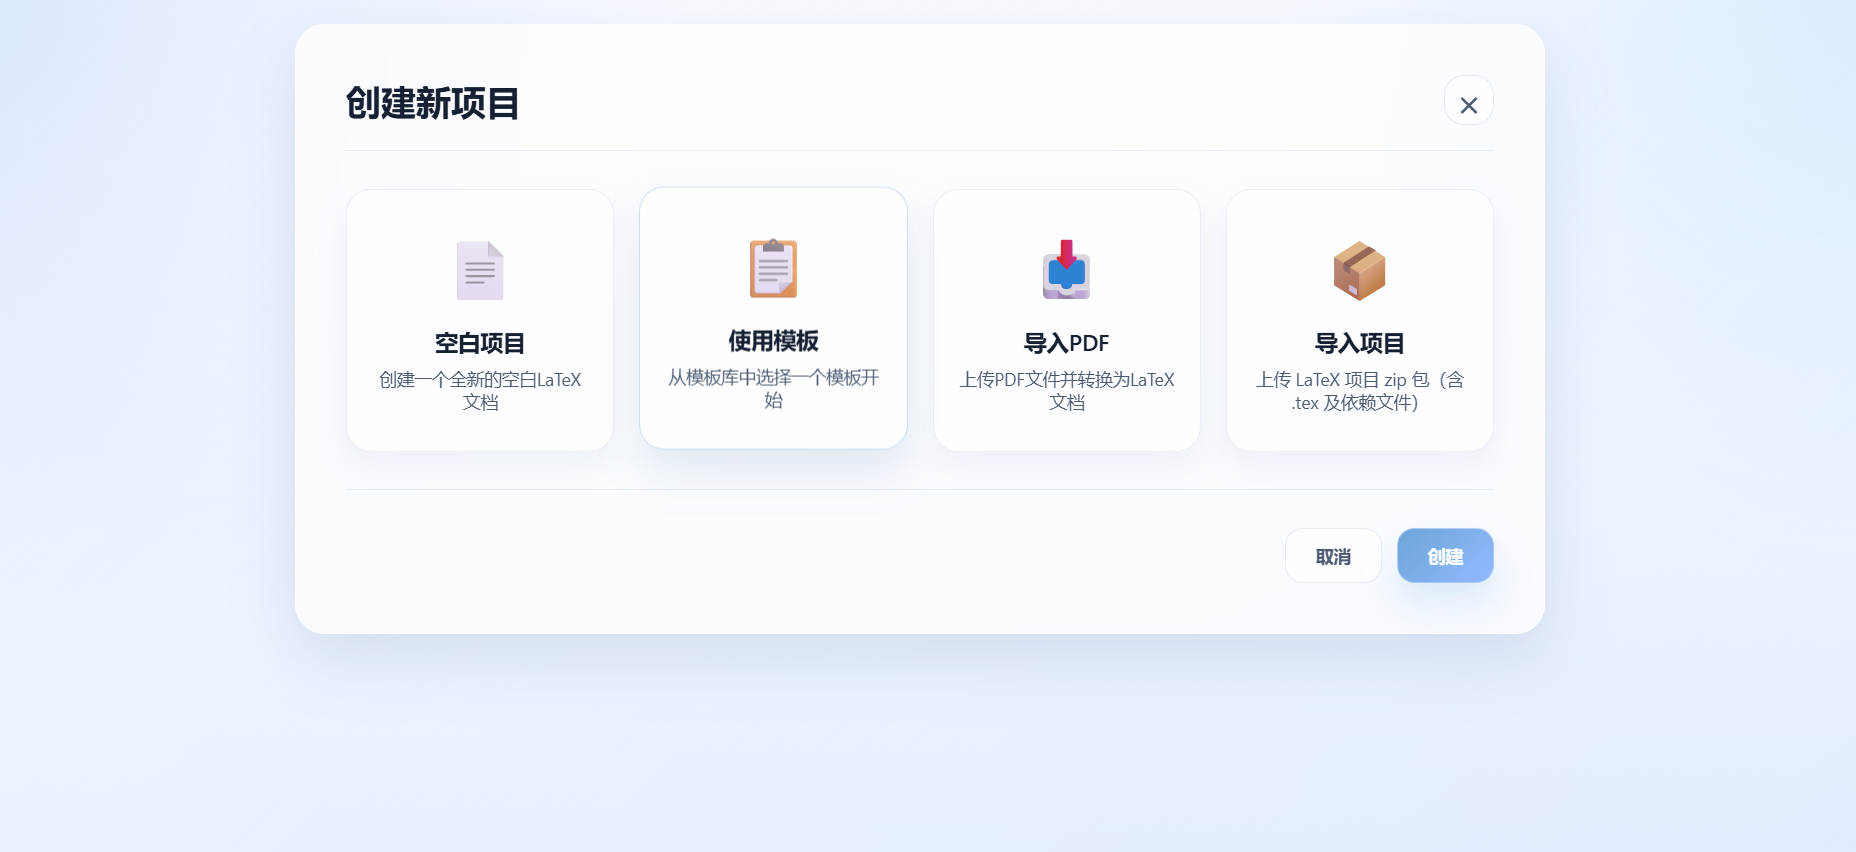 创建新项目
空白项目
创建一个全新的空白LaTeX
文档
使用模板
从模板库中选择一个模板开
始
导入PDF
上传PDF文件并转换为LaTeX
文档
导入项目
上传 LaTeX 项目 zip 包（含
.tex 及依赖文件）
取消
创建